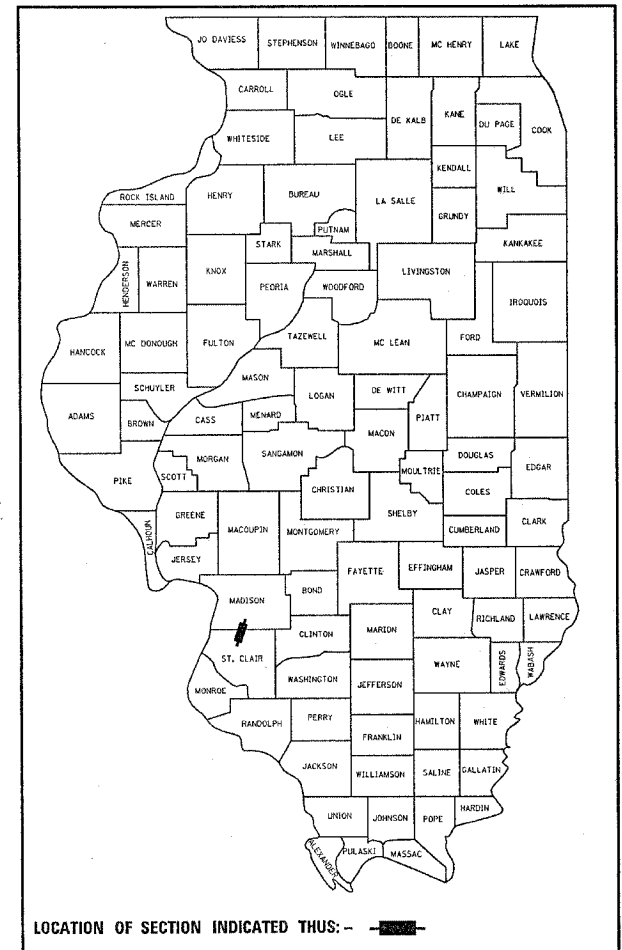 JO DAVIESS STEPHENSON WINNEBAGO BOONE MC HENRY LAKE
CARROLL OGLE DE KALB KANE DU PAGE COOK
WHITESIDE LEE KENDALL WILL
ROCK ISLAND HENRY BUREAU LA SALLE GRUNDY
MERCER STARK PUTNAM MARSHALL KANKAKEE
HENDERSON WARREN KNOX PEORIA WOODFORD LIVINGSTON IROQUOIS
HANCOCK MC DONOUGH FULTON TAZEWELL MC LEAN FORD
SCHUYLER MASON LOGAN DE WITT CHAMPAIGN VERMILION
ADAMS BROWN CASS MENARD MACON PIATT
PIKE SCOTT MORGAN SANGAMON CHRISTIAN MOULTRIE DOUGLAS EDGAR
COLES
CALHOUN GREENE MACOUPIN MONTGOMERY SHELBY CUMBERLAND CLARK
JERSEY FAYETTE EFFINGHAM JASPER CRAWFORD
MADISON BOND CLAY RICHLAND LAWRENCE
ST. CLAIR CLINTON MARION WAYNE EDWARDS WABASH
MONROE WASHINGTON JEFFERSON
RANDOLPH PERRY HAMILTON WHITE
FRANKLIN
JACKSON WILLIAMSON SALINE GALLATIN
UNION JOHNSON POPE HARDIN
ALEXANDER PULASKI MASSAC
LOCATION OF SECTION INDICATED THUS: -